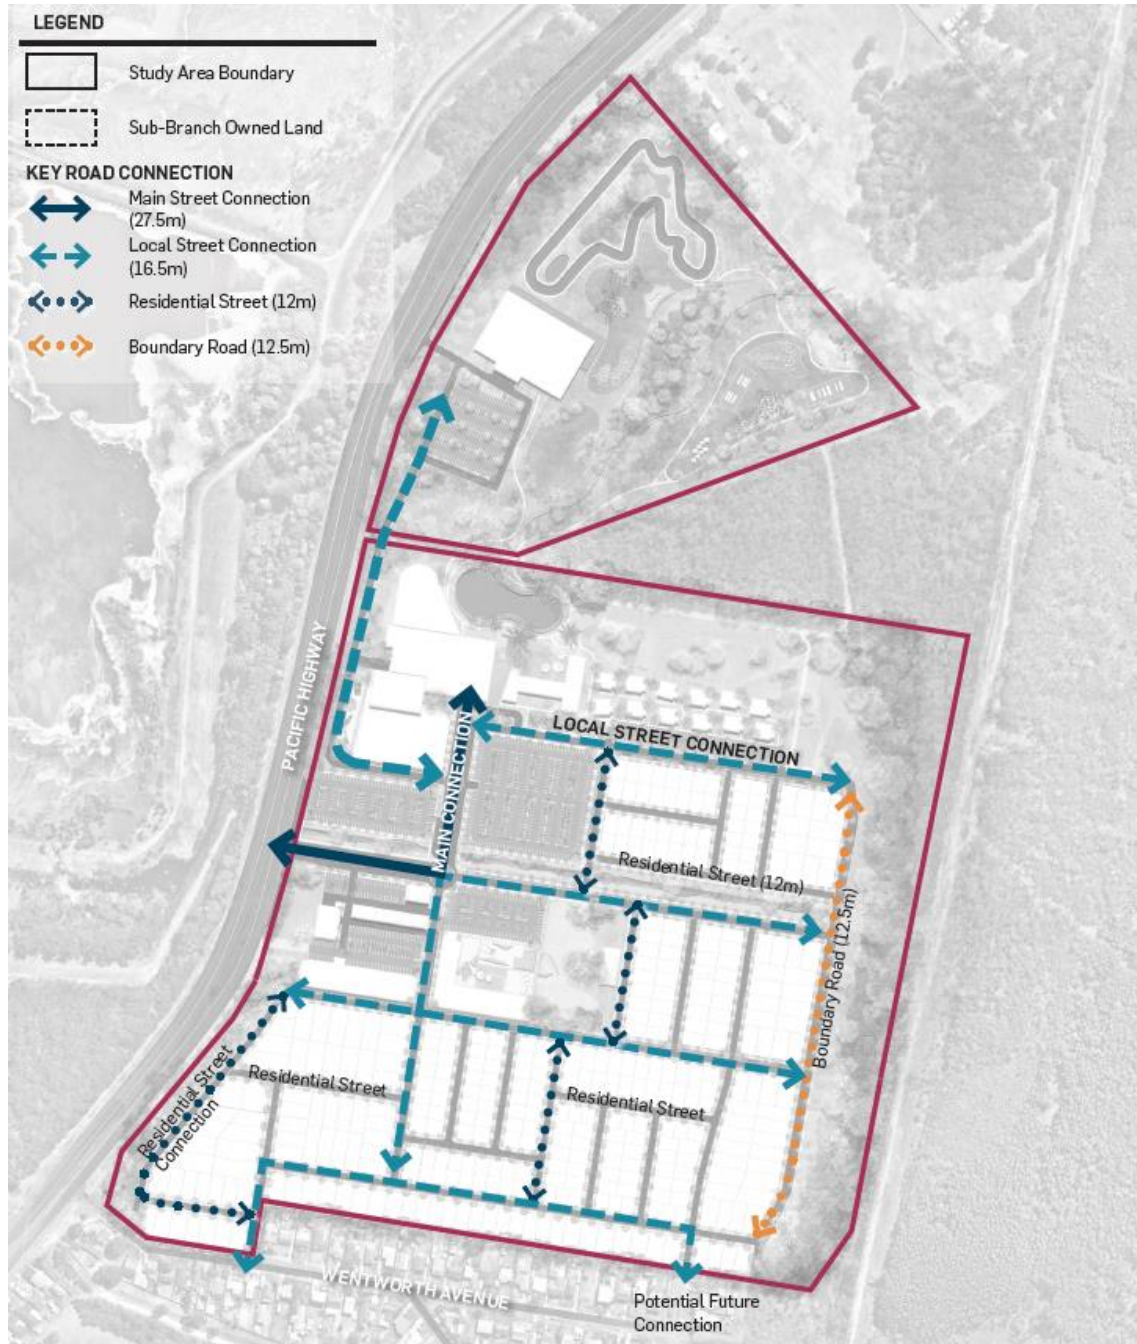 LEGEND
Study Area Boundary
Sub-Branch Owned Land
KEY ROAD CONNECTION
Main Street Connection
(27.5m)
Local Street Connection
(16.5m)
Residential Street (12m)
Boundary Road (12.5m)
PACIFIC HIGHWAY
MAIN CONNECTION
LOCAL STREET CONNECTION
Residential Street (12m)
Boundary Road (12.5m)
Residential Street
Connection
Residential Street
Residential Street
WENTWORTH AVENUE
Potential Future
Connection